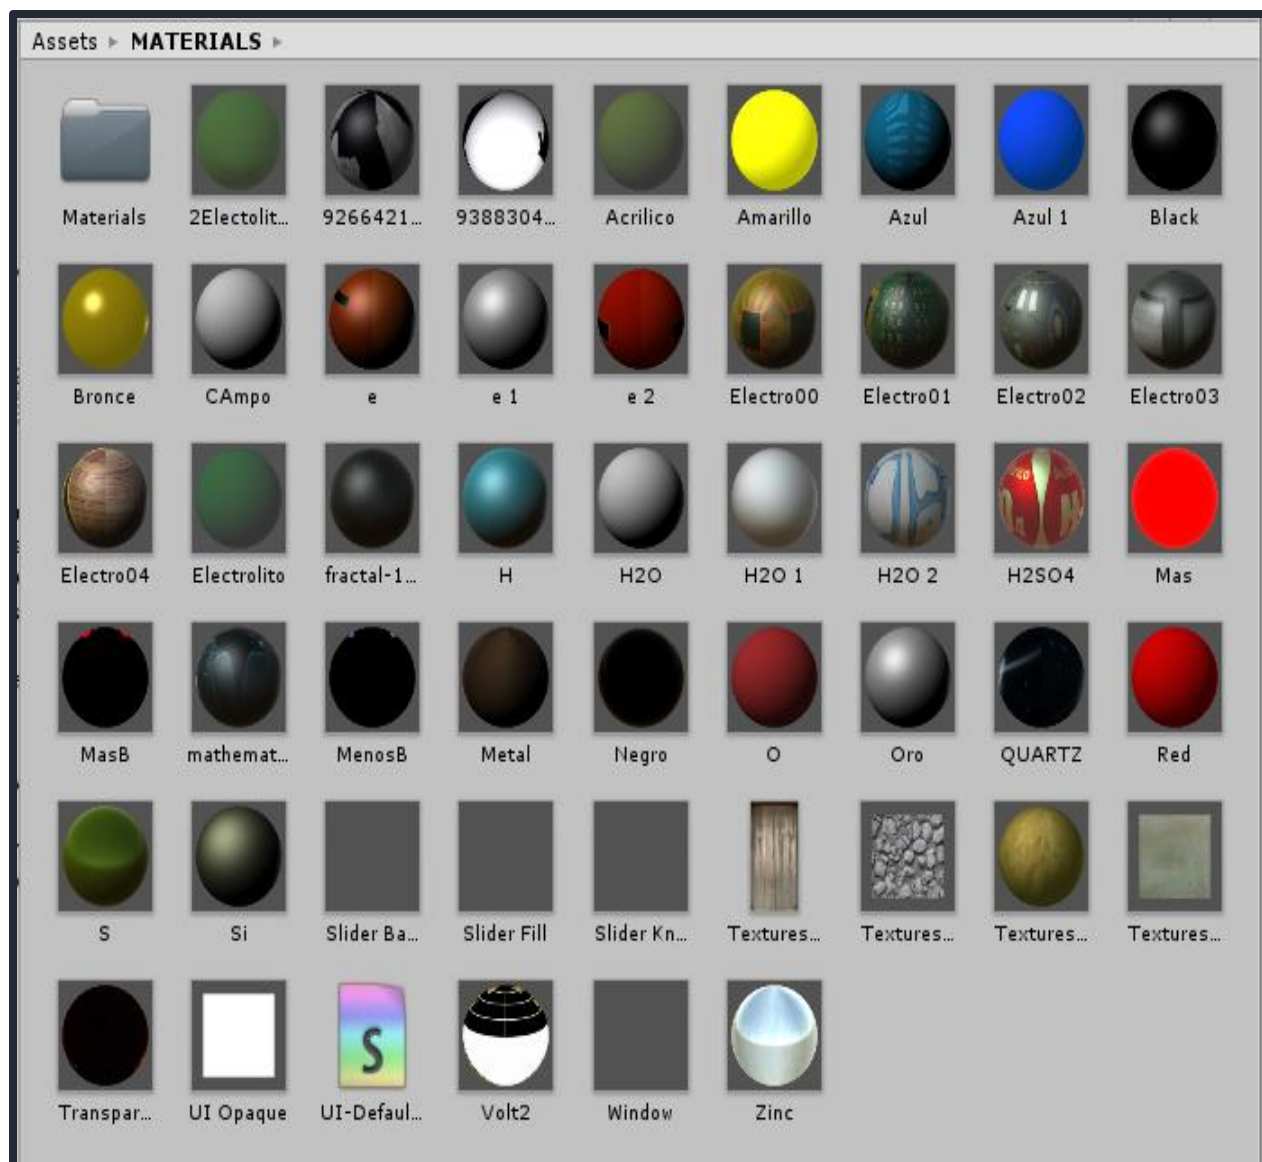 Assets ▸ MATERIALS ▸
Materials 2Electolit... 9266421... 9388304... Acrilico Amarillo Azul Azul 1 Black
Bronce CAmpo e e 1 e 2 Electro00 Electro01 Electro02 Electro03
Electro04 Electrolito fractal-1... H H2O H2O 1 H2O 2 H2SO4 Mas
MasB mathemat... MenosB Metal Negro O Oro QUARTZ Red
S Si Slider Ba... Slider Fill Slider Kn... Textures... Textures... Textures... Textures...
S
Transpar... UI Opaque UI-Defaul... Volt2 Window Zinc